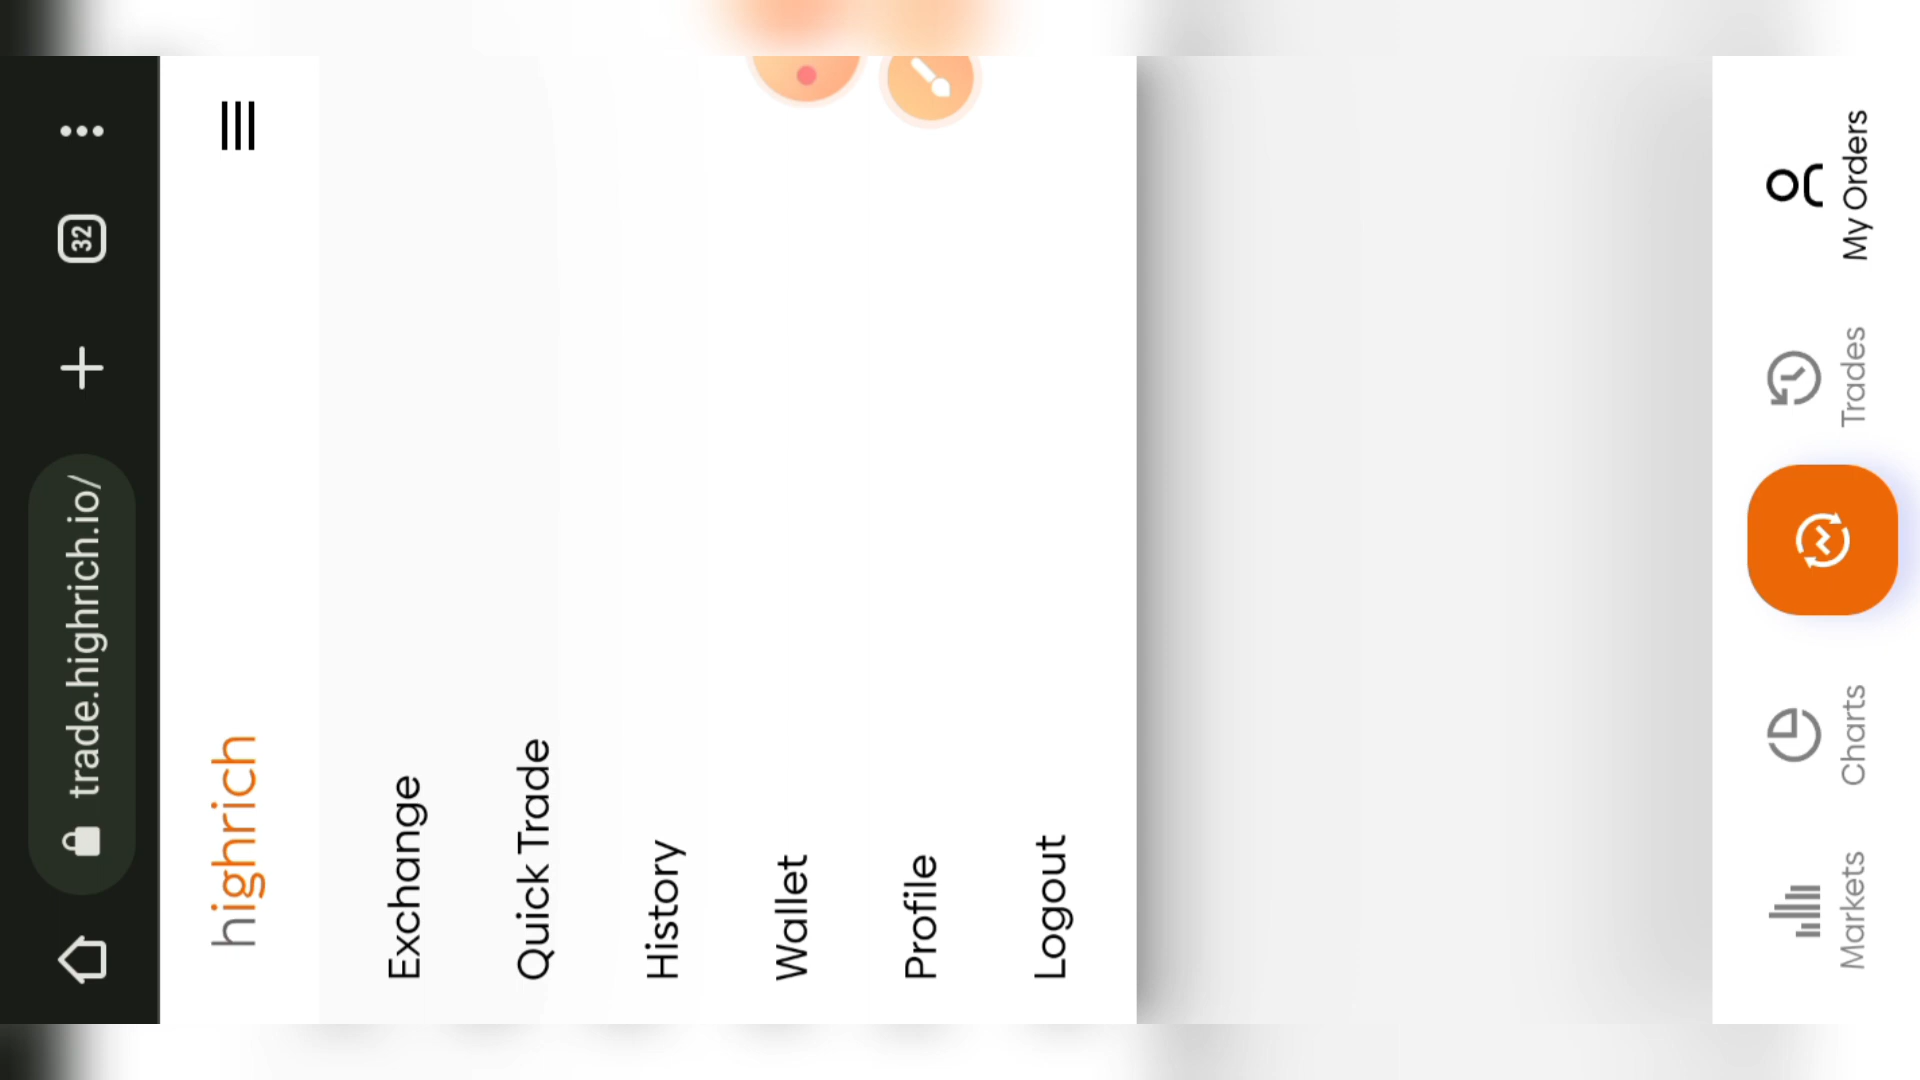 trade.highrich.io/
32
highrich
Exchange
Quick Trade
History
Wallet
Profile
Logout
Markets
Charts
Trades
My Orders